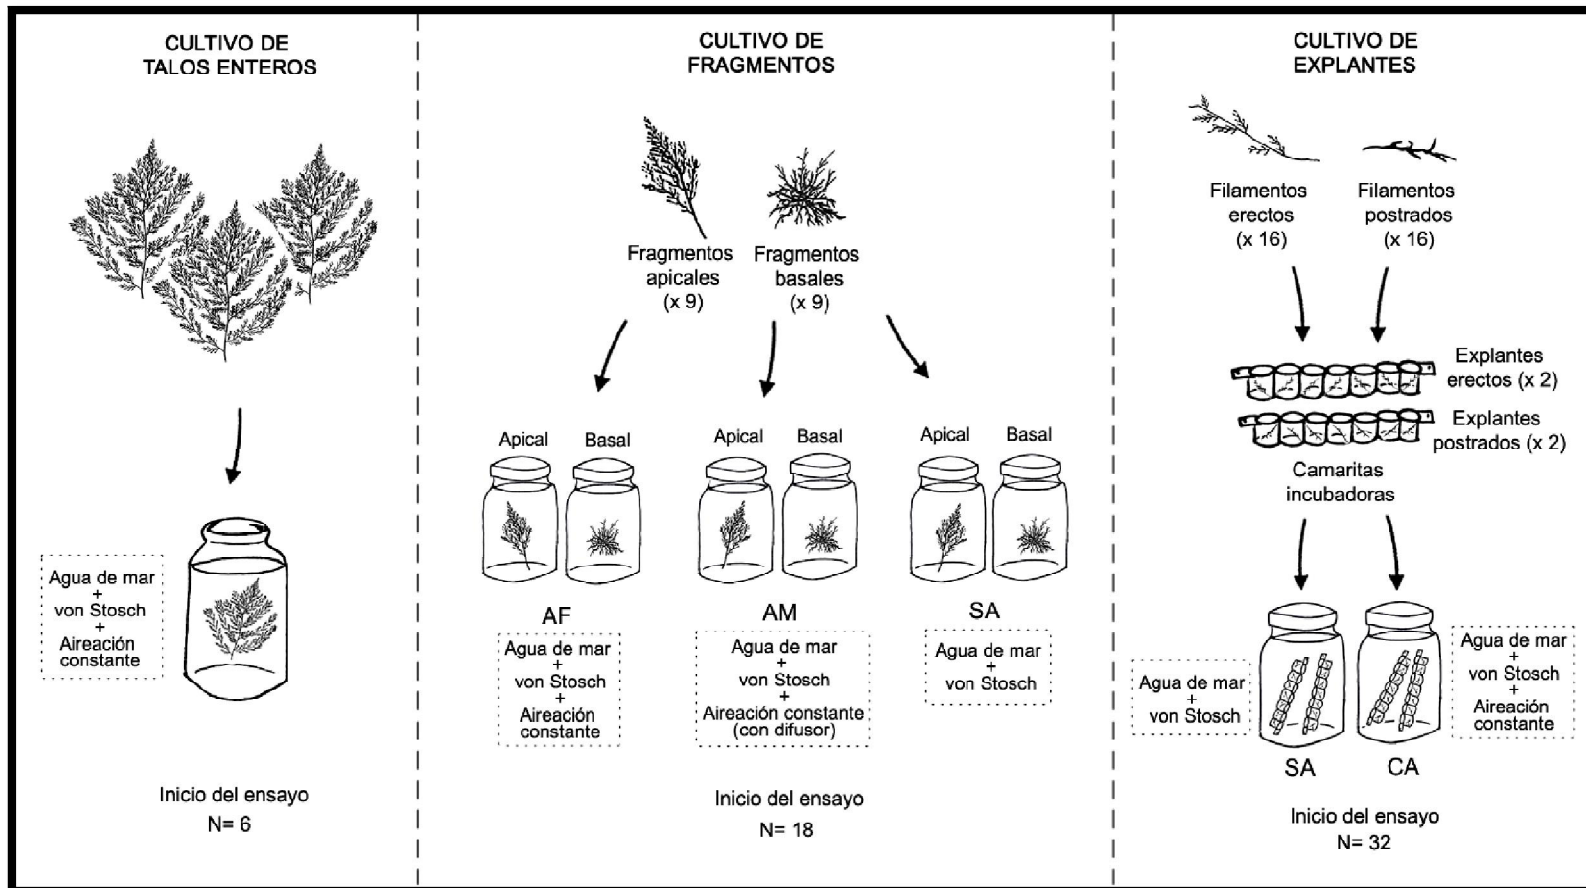 CULTIVO DE
TALOS ENTEROS
Agua de mar
+
von Stosch
+
Aireación
constante
Inicio del ensayo
N= 6
CULTIVO DE
FRAGMENTOS
Fragmentos
apicales
(x 9)
Fragmentos
basales
(x 9)
Apical
Basal
Apical
Basal
Apical
Basal
AF
Agua de mar
+
von Stosch
+
Aireación
constante
AM
Agua de mar
+
von Stosch
+
Aireación constante
(con difusor)
SA
Agua de mar
+
von Stosch
Inicio del ensayo
N= 18
CULTIVO DE
EXPLANTES
Filamentos
erectos
(x 16)
Filamentos
postrados
(x 16)
Explantes
erectos (x 2)
Explantes
postrados (x 2)
Camaritas
incubadoras
Agua de mar
+
von Stosch
SA
CA
Agua de mar
+
von Stosch
+
Aireación
constante
Inicio del ensayo
N= 32